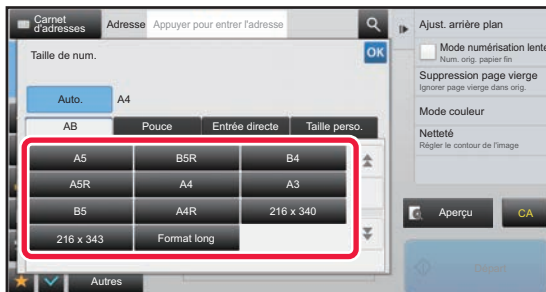 Carnet d'adresses
Adresse
Appuyer pour entrer l'adresse
Taille de num.
OK
Auto.
A4
AB
Pouce
Entrée directe
Taille perso.
A5
B5R
B4
A5R
A4
A3
B5
A4R
216 x 340
216 x 343
Format long
Autres
Ajust. arrière plan
Mode numérisation lente
Num. orig. papier fin
Suppression page vierge
Ignorer page vierge dans orig.
Mode couleur
Netteté
Régler le contour de l'image
Aperçu
CA
Départ